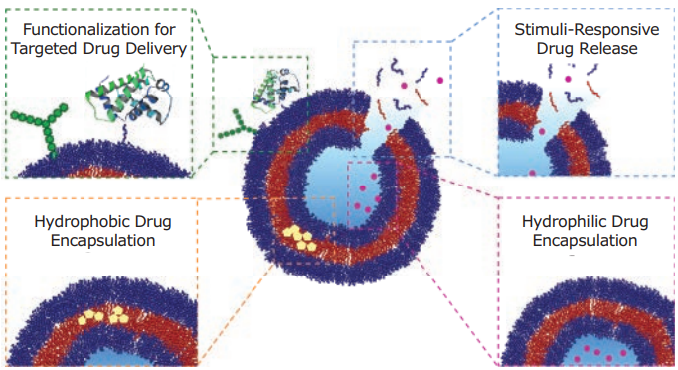 Functionalization for
Targeted Drug Delivery
Stimuli-Responsive
Drug Release
Hydrophobic Drug
Encapsulation
Hydrophilic Drug
Encapsulation